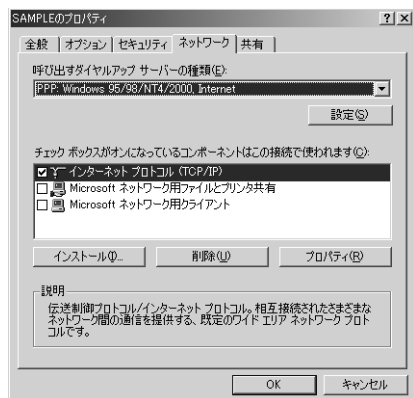 SAMPLEのプロパティ
全般 オプション セキュリティ ネットワーク 共有
呼び出すダイヤルアップ サーバーの種類(E):
PPP: Windows 95/98/NT4/2000, Internet
設定(S)
チェック ボックスがオンになっているコンポーネントはこの接続で使われます(C):
インターネット プロトコル (TCP/IP)
Microsoft ネットワーク用ファイルとプリンタ共有
Microsoft ネットワーク用クライアント
インストール(I)... 削除(U) プロパティ(R)
説明
伝送制御プロトコル/インターネット プロトコル。相互接続されたさまざまな
ネットワーク間の通信を提供する、既定のワイド エリア ネットワーク プロト
コルです。
OK キャンセル